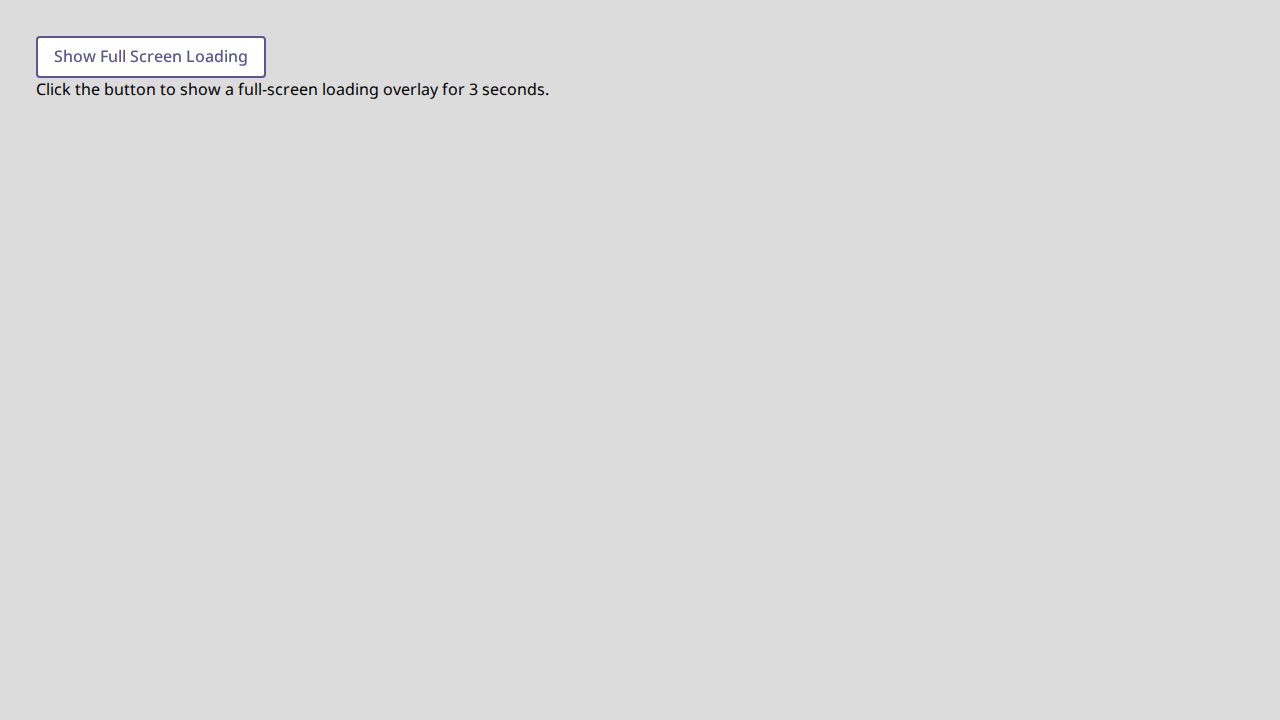 Show Full Screen Loading
Click the button to show a full-screen loading overlay for 3 seconds.